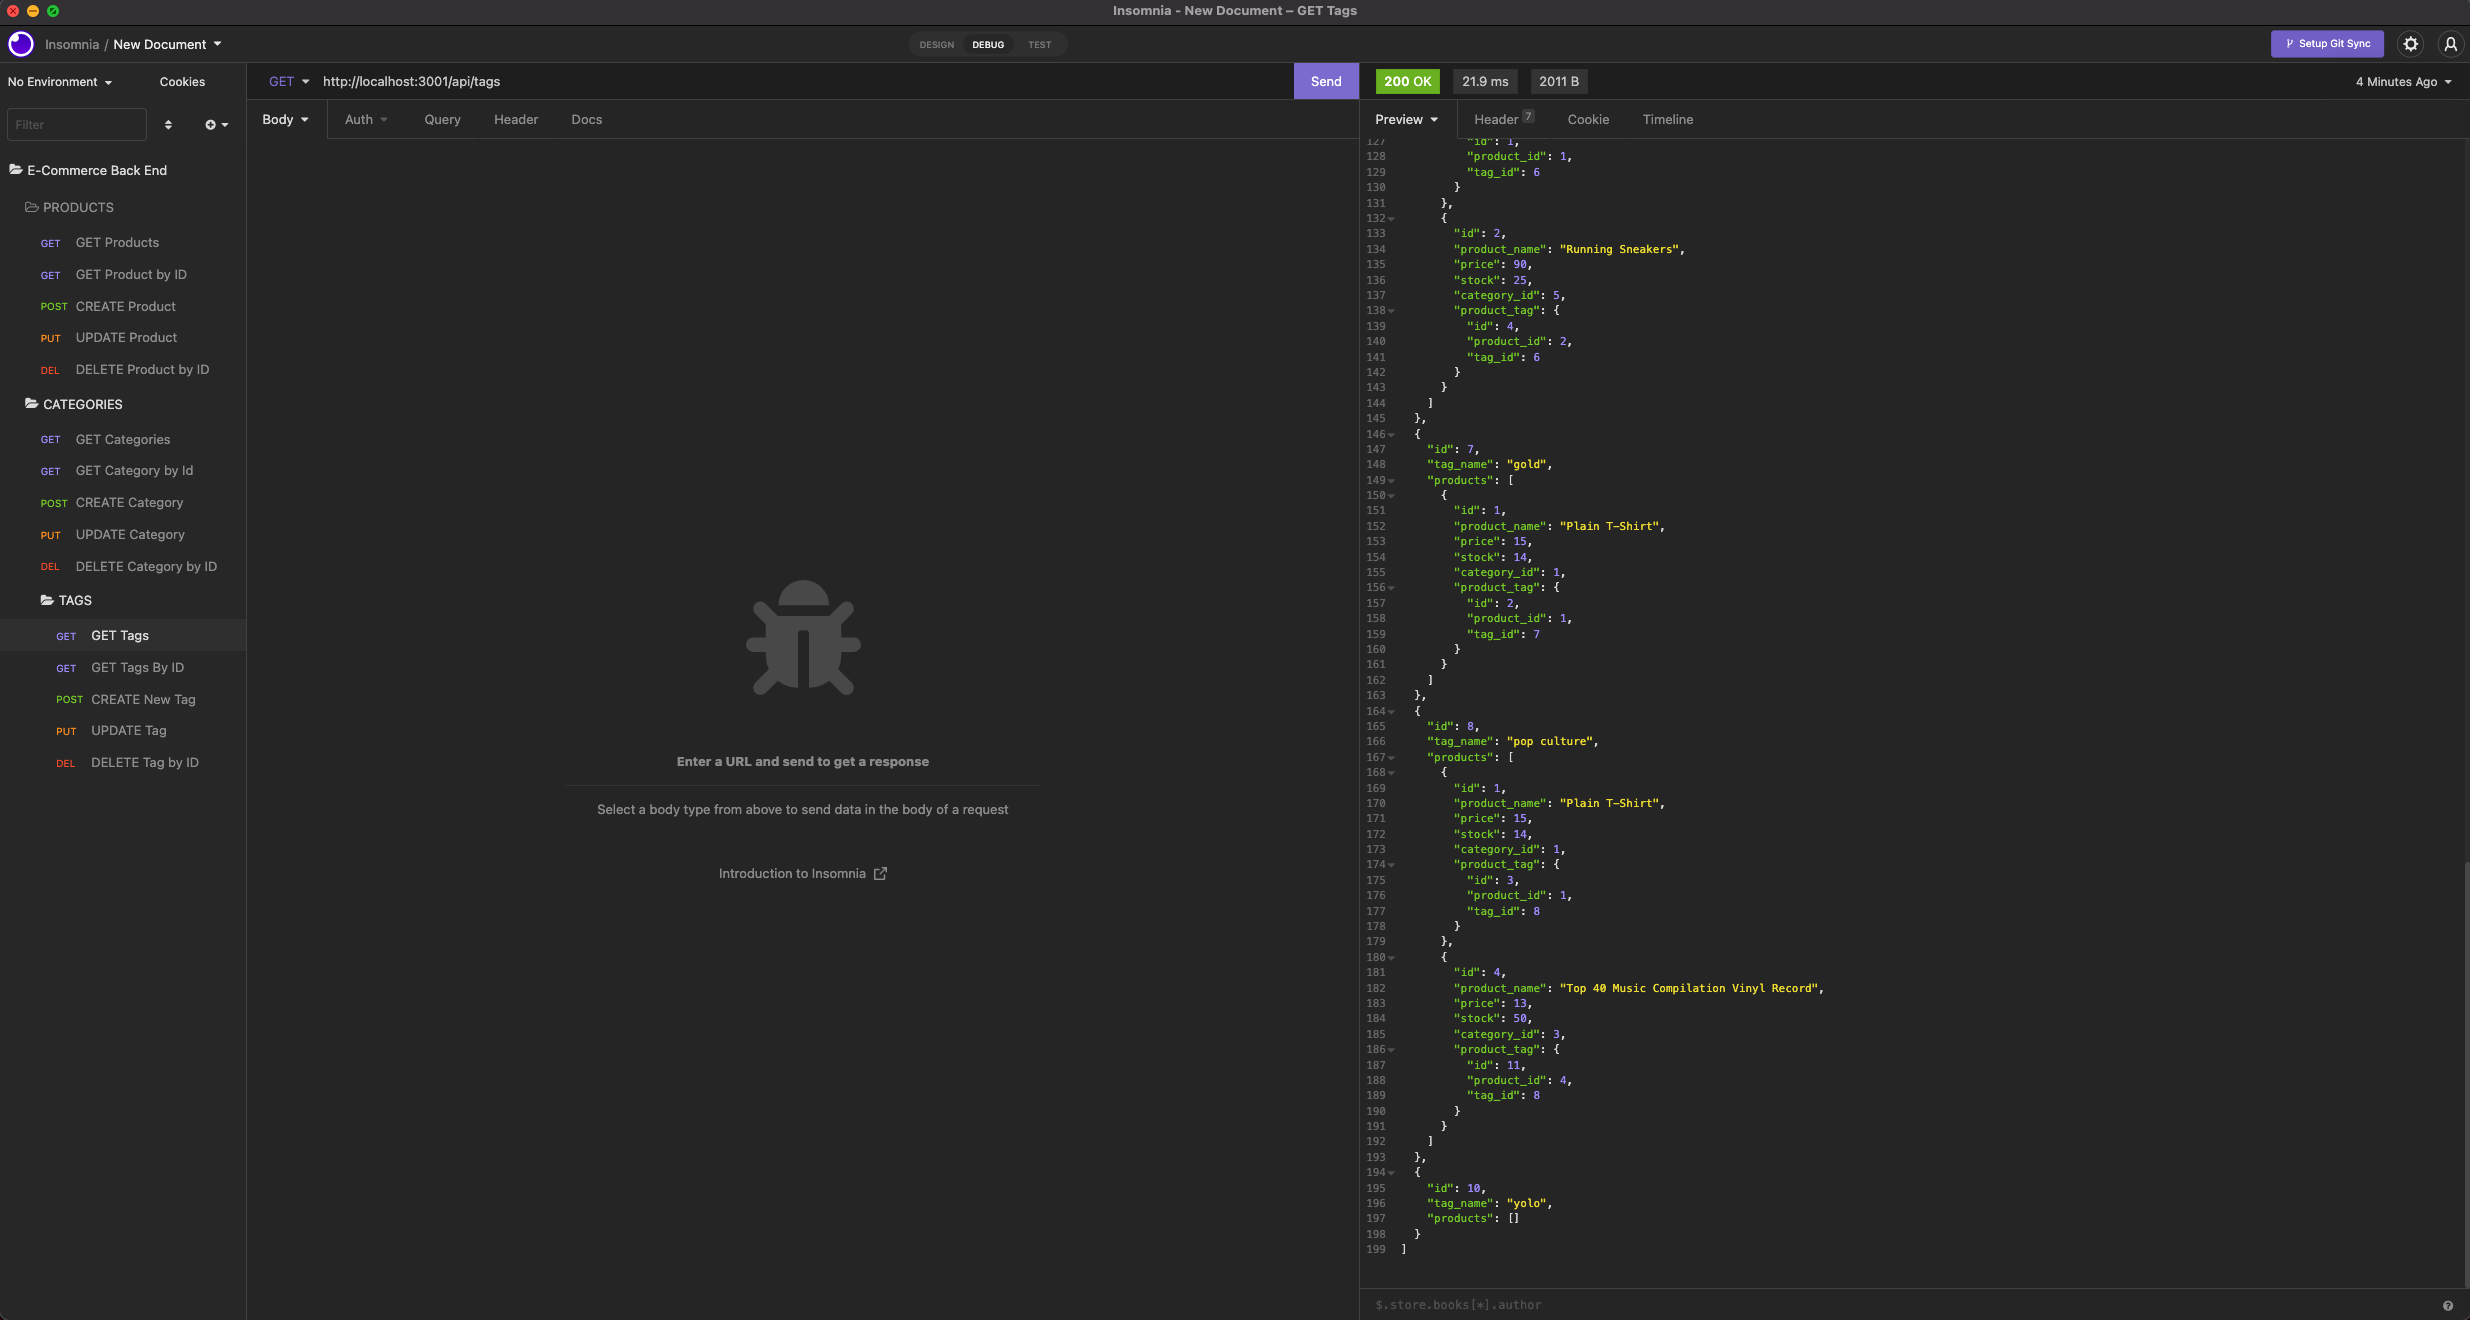 Insomnia - New Document – GET Tags
Insomnia / New Document
DESIGN DEBUG TEST
Setup Git Sync
No Environment Cookies
GET http://localhost:3001/api/tags Send
200 OK 21.9 ms 2011 B 4 Minutes Ago
Filter
Body Auth Query Header Docs
Preview Header 7 Cookie Timeline
E-Commerce Back End
PRODUCTS
GET GET Products
GET GET Product by ID
POST CREATE Product
PUT UPDATE Product
DEL DELETE Product by ID
CATEGORIES
GET GET Categories
GET GET Category by Id
POST CREATE Category
PUT UPDATE Category
DEL DELETE Category by ID
TAGS
GET GET Tags
GET GET Tags By ID
POST CREATE New Tag
PUT UPDATE Tag
DEL DELETE Tag by ID
Enter a URL and send to get a response
Select a body type from above to send data in the body of a request
Introduction to Insomnia
127 "id": 1,
128 "product_id": 1,
129 "tag_id": 6
130 }
131 },
132 {
133 "id": 2,
134 "product_name": "Running Sneakers",
135 "price": 90,
136 "stock": 25,
137 "category_id": 5,
138 "product_tag": {
139 "id": 4,
140 "product_id": 2,
141 "tag_id": 6
142 }
143 }
144 ]
145 },
146 {
147 "id": 7,
148 "tag_name": "gold",
149 "products": [
150 {
151 "id": 1,
152 "product_name": "Plain T-Shirt",
153 "price": 15,
154 "stock": 14,
155 "category_id": 1,
156 "product_tag": {
157 "id": 2,
158 "product_id": 1,
159 "tag_id": 7
160 }
161 }
162 ]
163 },
164 {
165 "id": 8,
166 "tag_name": "pop culture",
167 "products": [
168 {
169 "id": 1,
170 "product_name": "Plain T-Shirt",
171 "price": 15,
172 "stock": 14,
173 "category_id": 1,
174 "product_tag": {
175 "id": 3,
176 "product_id": 1,
177 "tag_id": 8
178 }
179 },
180 {
181 "id": 4,
182 "product_name": "Top 40 Music Compilation Vinyl Record",
183 "price": 13,
184 "stock": 50,
185 "category_id": 3,
186 "product_tag": {
187 "id": 11,
188 "product_id": 4,
189 "tag_id": 8
190 }
191 }
192 ]
193 },
194 {
195 "id": 10,
196 "tag_name": "yolo",
197 "products": []
198 }
199 ]
$.store.books[*].author